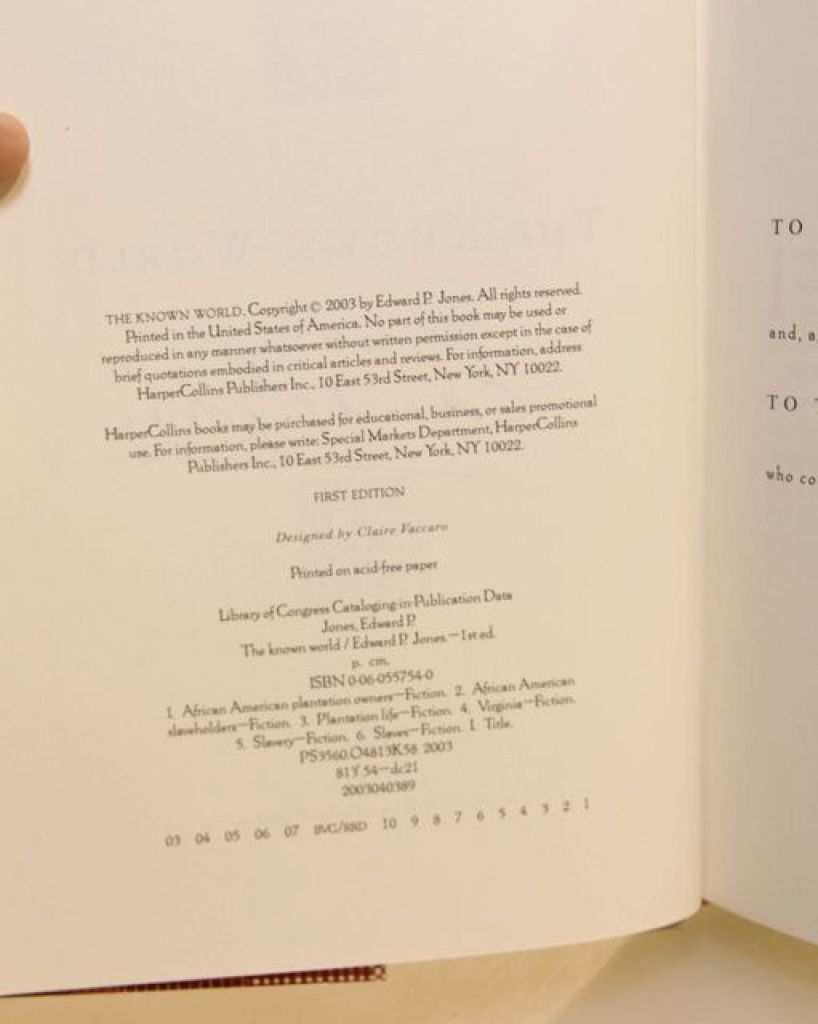 THE KNOWN WORLD. Copyright © 2003 by Edward P. Jones. All rights reserved.
Printed in the United States of America. No part of this book may be used or
reproduced in any manner whatsoever without written permission except in the case of
brief quotations embodied in critical articles and reviews. For information, address
HarperCollins Publishers Inc., 10 East 53rd Street, New York, NY 10022.
HarperCollins books may be purchased for educational, business, or sales promotional
use. For information, please write: Special Markets Department, HarperCollins
Publishers Inc., 10 East 53rd Street, New York, NY 10022.
FIRST EDITION
Designed by Claire Vaccaro
Printed on acid-free paper
Library of Congress Cataloging-in-Publication Data
Jones, Edward P.
The known world / Edward P. Jones.—1st ed.
p. cm.
ISBN 0-06-055754-0
1. African American plantation owners—Fiction. 2. African American
slaveholders—Fiction. 3. Plantation life—Fiction. 4. Virginia—Fiction.
5. Slavery—Fiction. 6. Slaves—Fiction. I. Title.
PS3560.O4813K58 2003
813'.54—dc21
2003040389
03 04 05 06 07 BVG/RRD 10 9 8 7 6 5 4 3 2 1
TO
and, a
TO
who co